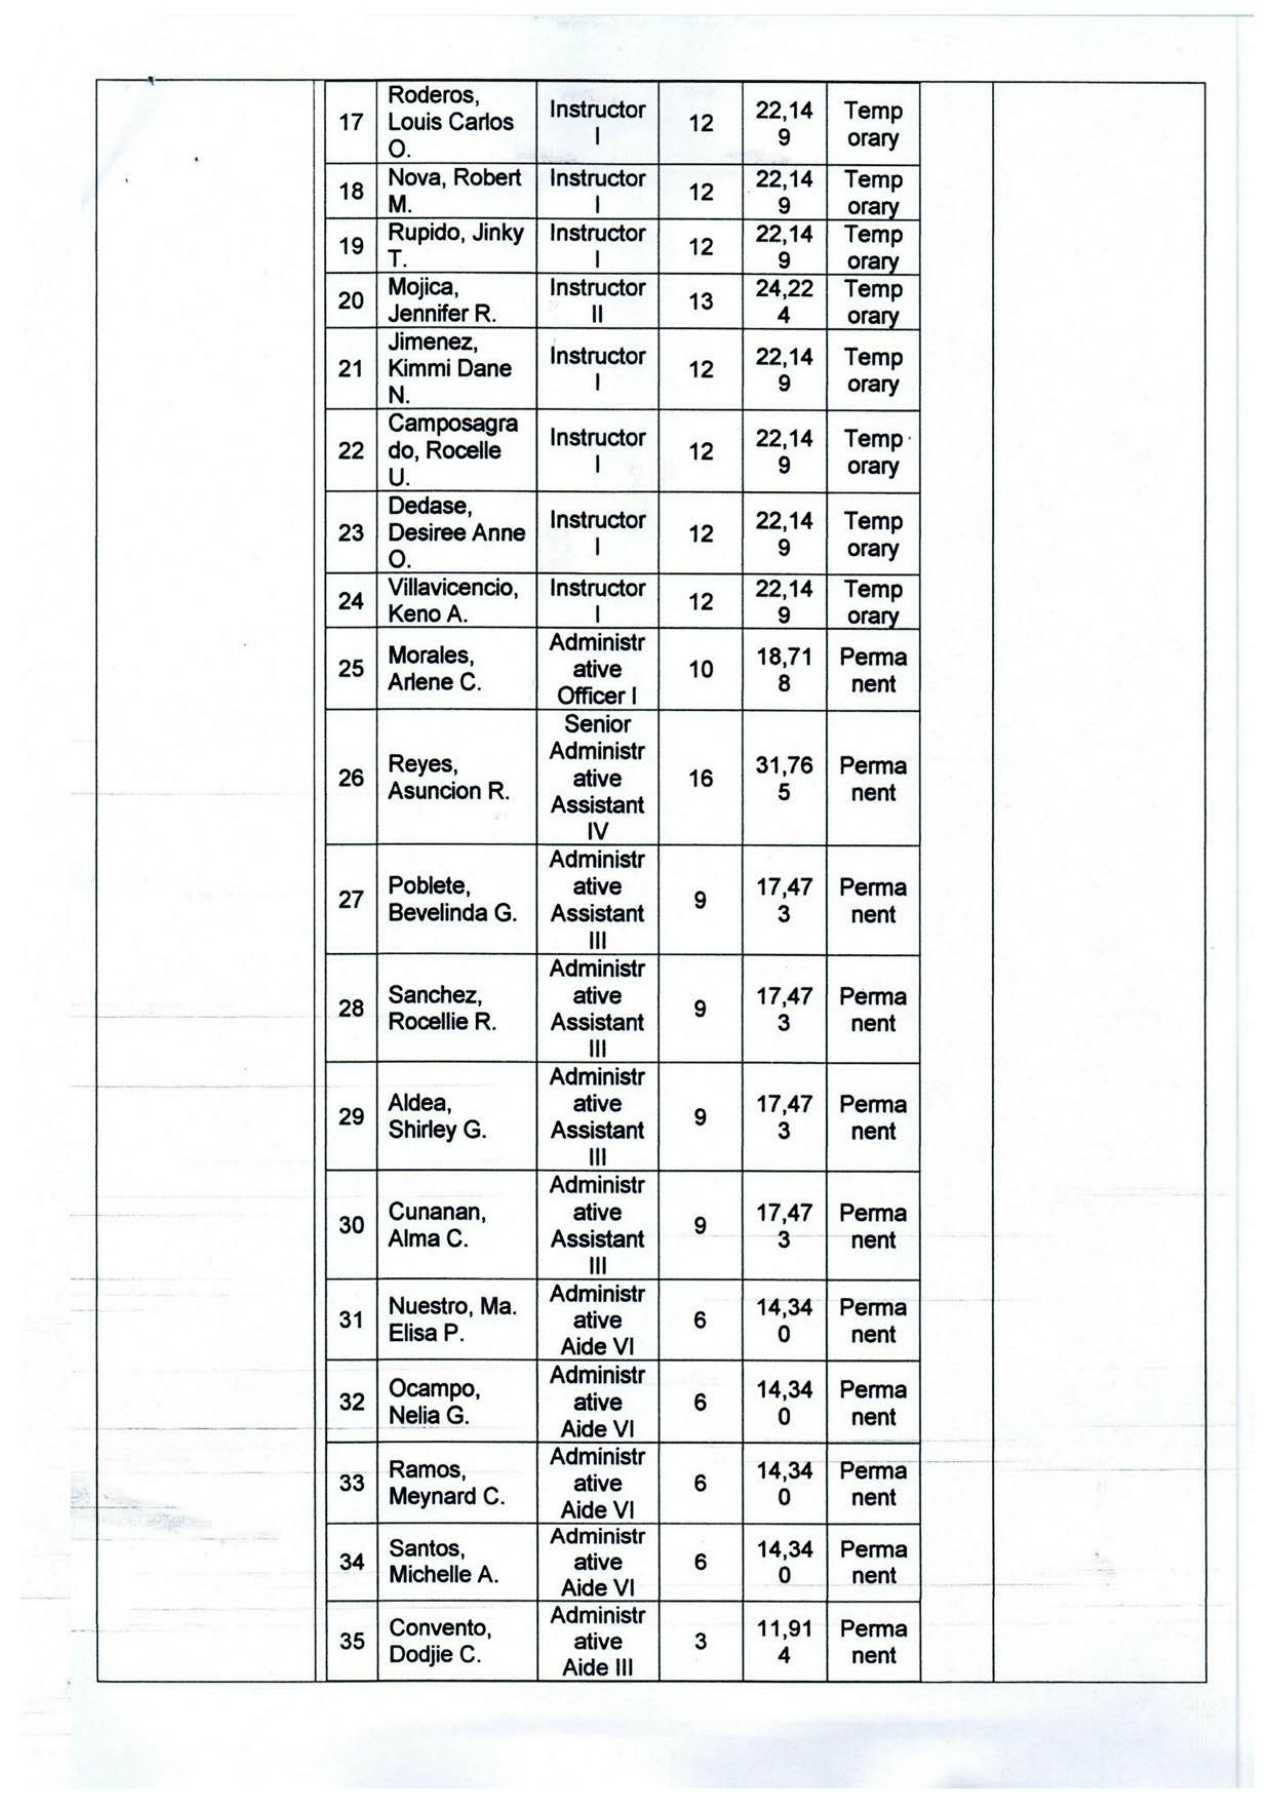 17 Roderos, Louis Carlos O. Instructor I 12 22,149 Temporary
18 Nova, Robert M. Instructor I 12 22,149 Temporary
19 Rupido, Jinky T. Instructor I 12 22,149 Temporary
20 Mojica, Jennifer R. Instructor II 13 24,224 Temporary
21 Jimenez, Kimmi Dane N. Instructor I 12 22,149 Temporary
22 Camposagrado, Rocelle U. Instructor I 12 22,149 Temporary
23 Dedase, Desiree Anne O. Instructor I 12 22,149 Temporary
24 Villavicencio, Keno A. Instructor I 12 22,149 Temporary
25 Morales, Arlene C. Administrative Officer I 10 18,718 Permanent
26 Reyes, Asuncion R. Senior Administrative Assistant IV 16 31,765 Permanent
27 Poblete, Bevelinda G. Administrative Assistant III 9 17,473 Permanent
28 Sanchez, Rocellie R. Administrative Assistant III 9 17,473 Permanent
29 Aldea, Shirley G. Administrative Assistant III 9 17,473 Permanent
30 Cunanan, Alma C. Administrative Assistant III 9 17,473 Permanent
31 Nuestro, Ma. Elisa P. Administrative Aide VI 6 14,340 Permanent
32 Ocampo, Nelia G. Administrative Aide VI 6 14,340 Permanent
33 Ramos, Meynard C. Administrative Aide VI 6 14,340 Permanent
34 Santos, Michelle A. Administrative Aide VI 6 14,340 Permanent
35 Convento, Dodjie C. Administrative Aide III 3 11,914 Permanent